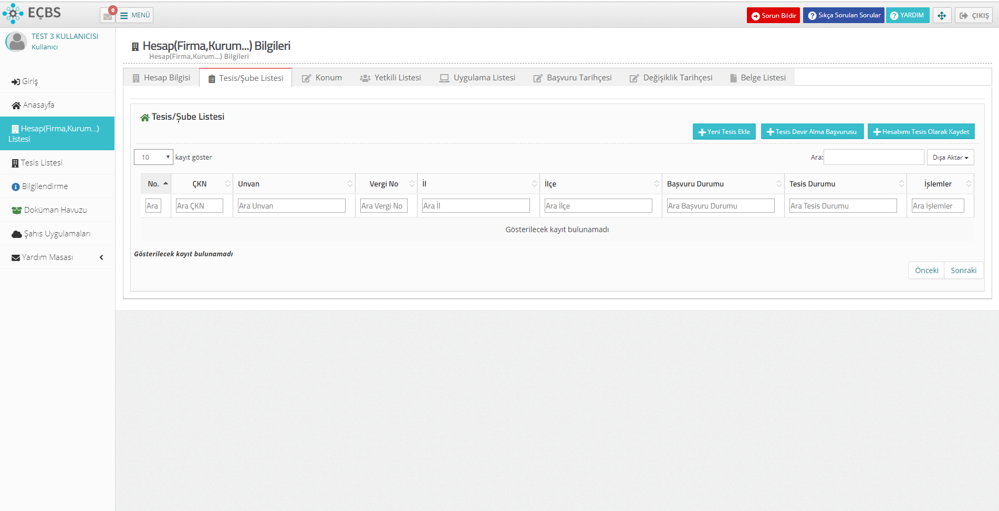 EÇBS
0
MENÜ
Sorun Bildir
Sıkça Sorulan Sorular
YARDIM
ÇIKIŞ
TEST 3 KULLANICISI
Kullanıcı
Giriş
Anasayfa
Hesap(Firma,Kurum...)
Listesi
Tesis Listesi
Bilgilendirme
Doküman Havuzu
Şahıs Uygulamaları
Yardım Masası
Hesap(Firma,Kurum...) Bilgileri
Hesap(Firma,Kurum...) Bilgileri
Hesap Bilgisi
Tesis/Şube Listesi
Konum
Yetkili Listesi
Uygulama Listesi
Başvuru Tarihçesi
Değişiklik Tarihçesi
Belge Listesi
Tesis/Şube Listesi
Yeni Tesis Ekle
Tesis Devir Alma Başvurusu
Hesabımı Tesis Olarak Kaydet
10 kayıt göster
Ara:
Dışa Aktar
No. ÇKN Unvan Vergi No İl İlçe Başvuru Durumu Tesis Durumu İşlemler
Ara Ara ÇKN Ara Unvan Ara Vergi No Ara İl Ara İlçe Ara Başvuru Durumu Ara Tesis Durumu Ara İşlemler
Gösterilecek kayıt bulunamadı
Gösterilecek kayıt bulunamadı
Önceki Sonraki